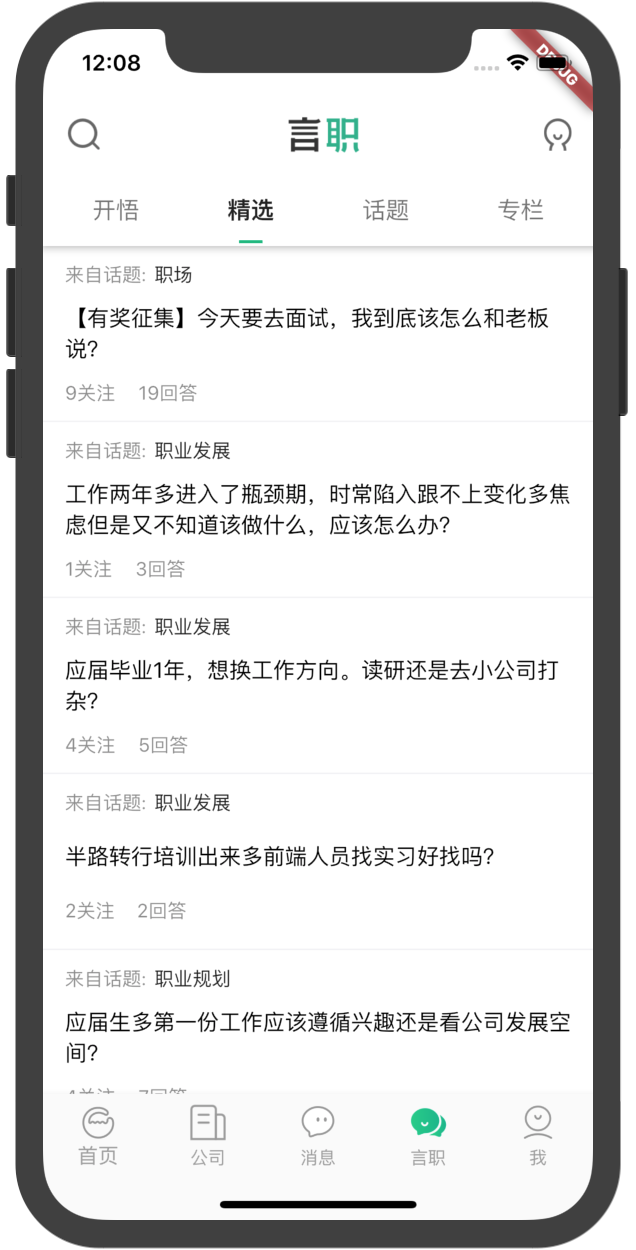 12:08
DEBUG
言职
开悟 精选 话题 专栏
来自话题: 职场
【有奖征集】今天要去面试，我到底该怎么和老板
说?
9关注 19回答
来自话题: 职业发展
工作两年多进入了瓶颈期，时常陷入跟不上变化多焦
虑但是又不知道该做什么，应该怎么办?
1关注 3回答
来自话题: 职业发展
应届毕业1年，想换工作方向。读研还是去小公司打
杂?
4关注 5回答
来自话题: 职业发展
半路转行培训出来多前端人员找实习好找吗?
2关注 2回答
来自话题: 职业规划
应届生多第一份工作应该遵循兴趣还是看公司发展空
间?
4关注 7回答
首页 公司 消息 言职 我